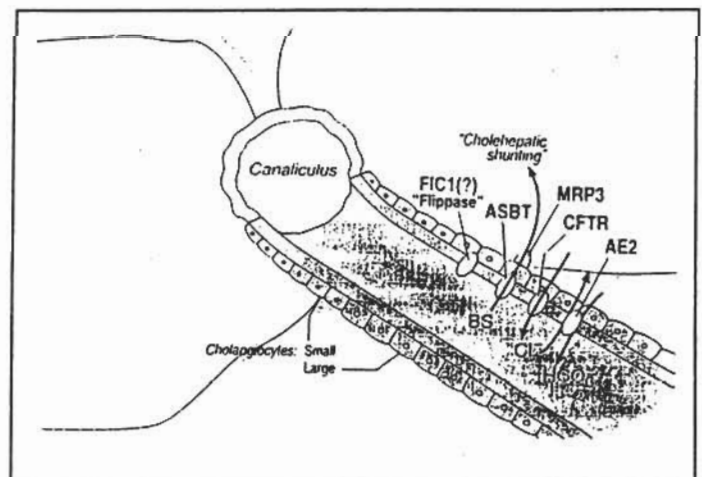 "Cholehepatic
shunting"
Canaliculus
FIC1(?)
"Flippase"
ASBT
MRP3
CFTR
AE2
BS
Cl
Cholangiocytes: Small
Large